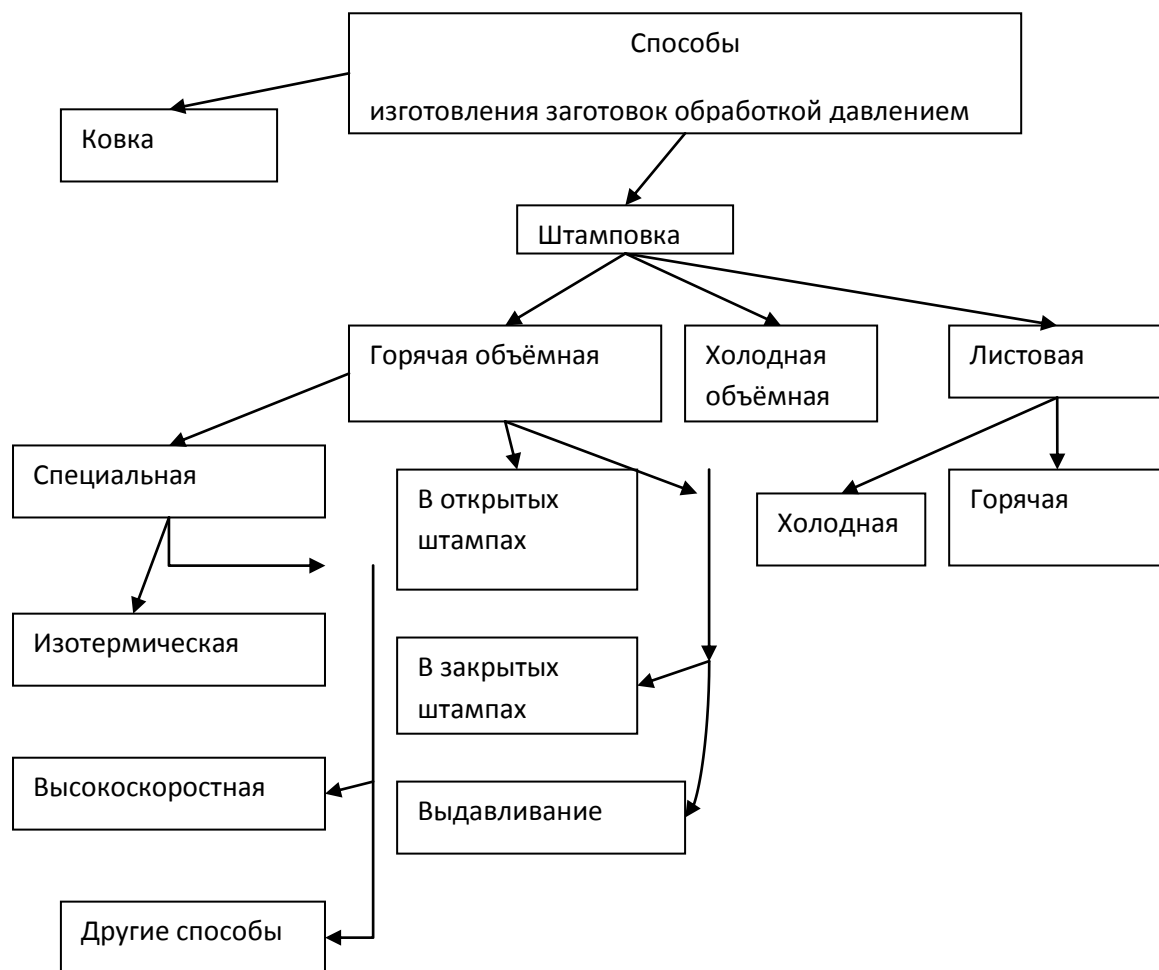 Способы
изготовления заготовок обработкой давлением
Ковка
Штамповка
Горячая объёмная
Холодная
объёмная
Листовая
Специальная
В открытых
штампах
Холодная
Горячая
Изотермическая
В закрытых
штампах
Высокоскоростная
Выдавливание
Другие способы